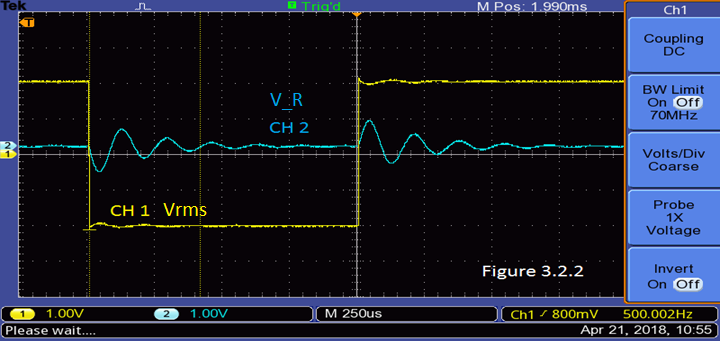 Tek
T Trig'd
M Pos: 1.990ms
Ch1
T
Coupling
DC
BW Limit
On Off
70MHz
V_R
CH 2
2
1
Volts/Div
Coarse
CH 1 Vrms
Probe
1X
Voltage
Figure 3.2.2
Invert
On Off
1 1.00V 2 1.00V M 250us Ch1 800mV 500.002Hz
Please wait.... Apr 21, 2018, 10:55